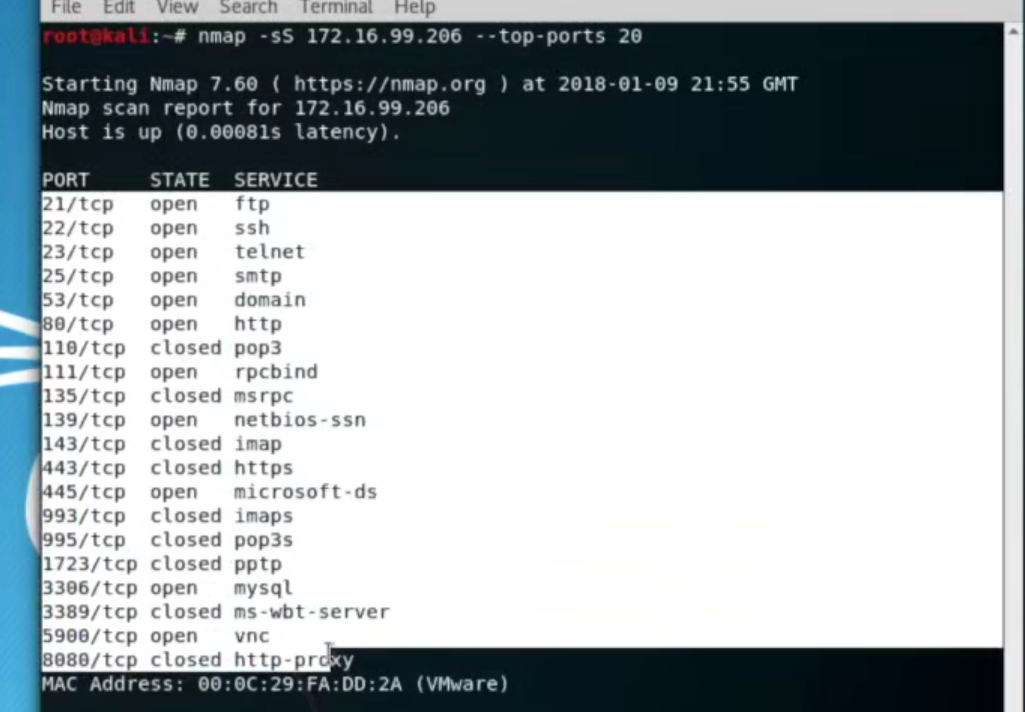 File Edit View Search Terminal Help
root@kali:~# nmap -sS 172.16.99.206 --top-ports 20
Starting Nmap 7.60 ( https://nmap.org ) at 2018-01-09 21:55 GMT
Nmap scan report for 172.16.99.206
Host is up (0.00081s latency).
PORT STATE SERVICE
21/tcp open ftp
22/tcp open ssh
23/tcp open telnet
25/tcp open smtp
53/tcp open domain
80/tcp open http
110/tcp closed pop3
111/tcp open rpcbind
135/tcp closed msrpc
139/tcp open netbios-ssn
143/tcp closed imap
443/tcp closed https
445/tcp open microsoft-ds
993/tcp closed imaps
995/tcp closed pop3s
1723/tcp closed pptp
3306/tcp open mysql
3389/tcp closed ms-wbt-server
5900/tcp open vnc
8080/tcp closed http-proxy
MAC Address: 00:0C:29:FA:DD:2A (VMware)